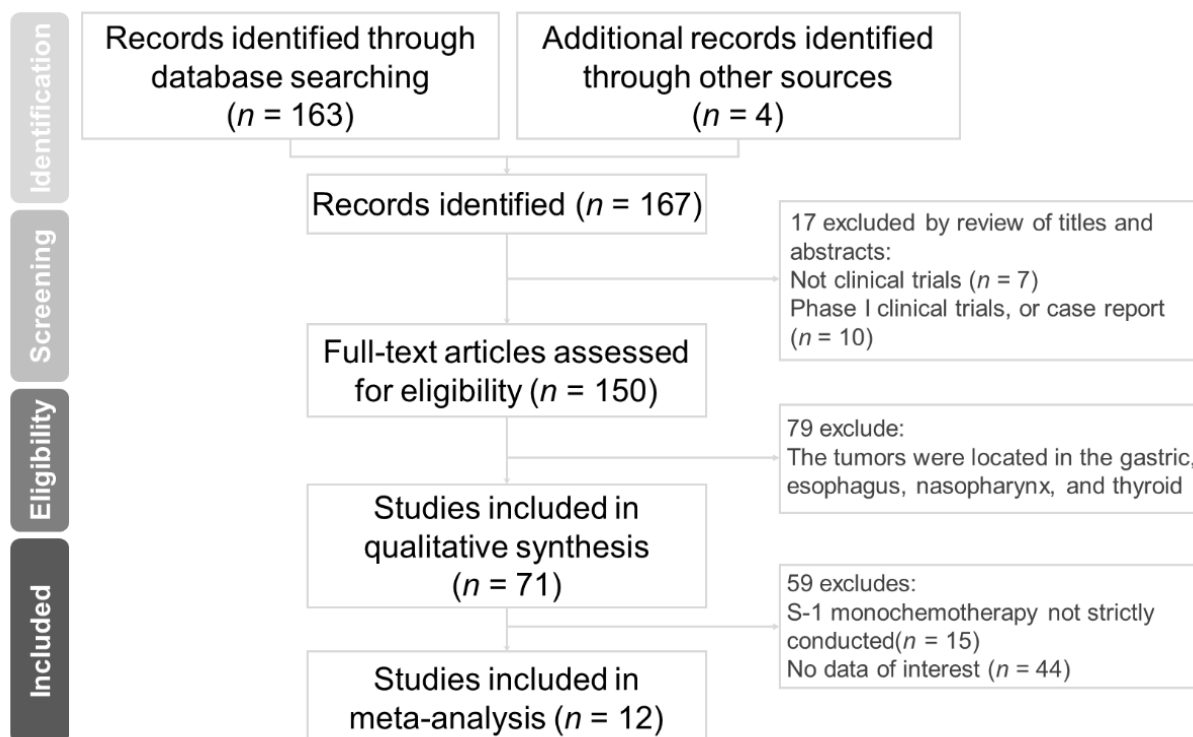 Identification
Records identified through
database searching
(n = 163)
Additional records identified
through other sources
(n = 4)
Records identified (n = 167)
Screening
17 excluded by review of titles and
abstracts:
Not clinical trials (n = 7)
Phase I clinical trials, or case report
(n = 10)
Full-text articles assessed
for eligibility (n = 150)
Eligibility
79 exclude:
The tumors were located in the gastric,
esophagus, nasopharynx, and thyroid
Studies included in
qualitative synthesis
(n = 71)
Included
59 excludes:
S-1 monochemotherapy not strictly
conducted(n = 15)
No data of interest (n = 44)
Studies included in
meta-analysis (n = 12)